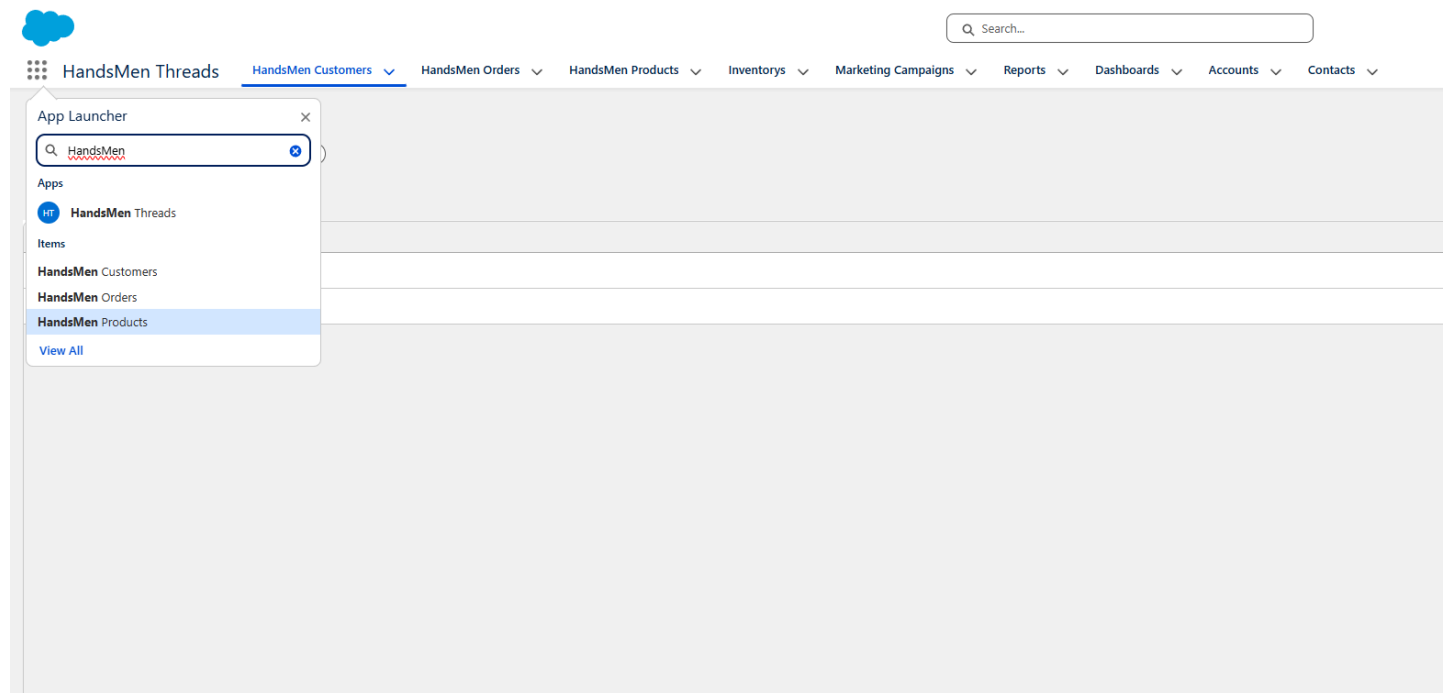 Search...
HandsMen Threads HandsMen Customers HandsMen Orders HandsMen Products Inventorys Marketing Campaigns Reports Dashboards Accounts Contacts
App Launcher
HandsMen
Apps
HT HandsMen Threads
Items
HandsMen Customers
HandsMen Orders
HandsMen Products
View All